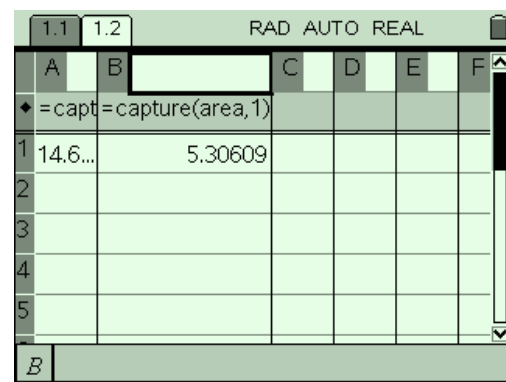 1.1 1.2 RAD AUTO REAL
A B C D E F
♦ =capt =capture(area,1)
1 14.6... 5.30609
2
3
4
5
B